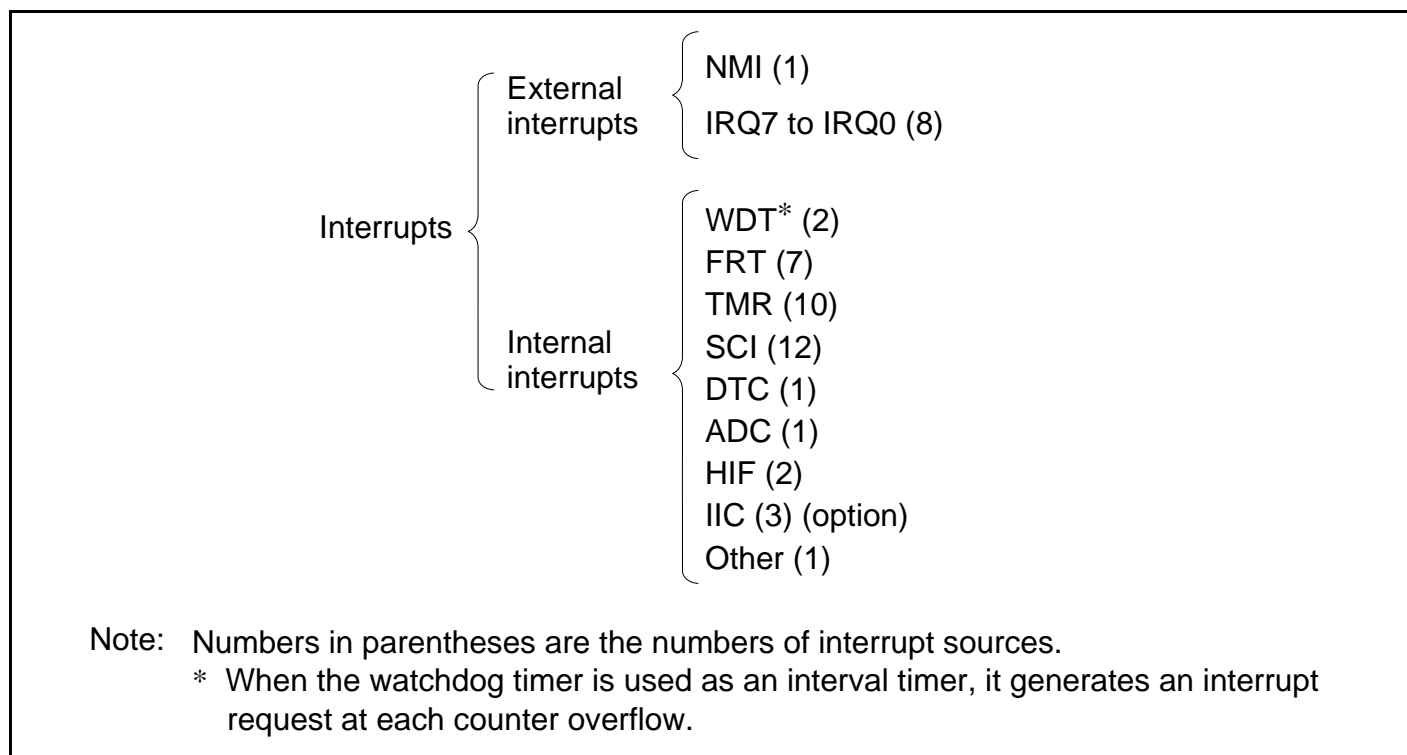 Interrupts
External
interrupts
NMI (1)
IRQ7 to IRQ0 (8)
Internal
interrupts
WDT* (2)
FRT (7)
TMR (10)
SCI (12)
DTC (1)
ADC (1)
HIF (2)
IIC (3) (option)
Other (1)
Note: Numbers in parentheses are the numbers of interrupt sources.
* When the watchdog timer is used as an interval timer, it generates an interrupt
request at each counter overflow.